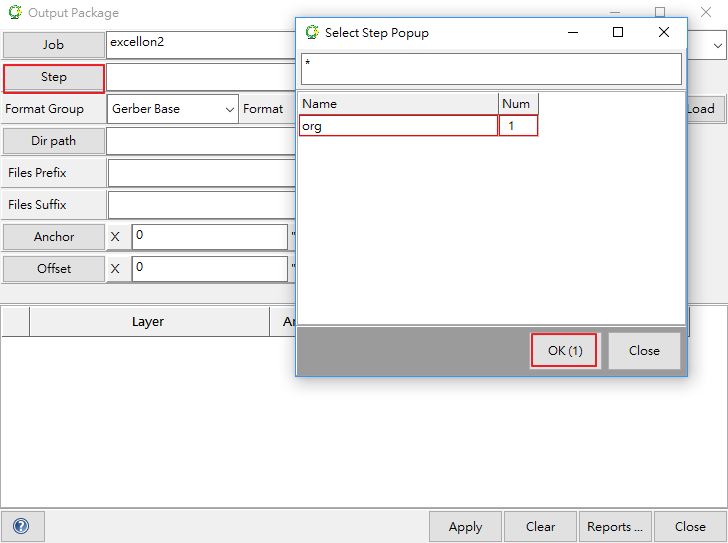 Output Package
Job excellon2
Step
Format Group Gerber Base Format Load
Dir path
Files Prefix
Files Suffix
Anchor X 0 "
Offset X 0 "
Layer
Select Step Popup
*
Name Num
org 1
OK (1) Close
Apply Clear Reports ... Close